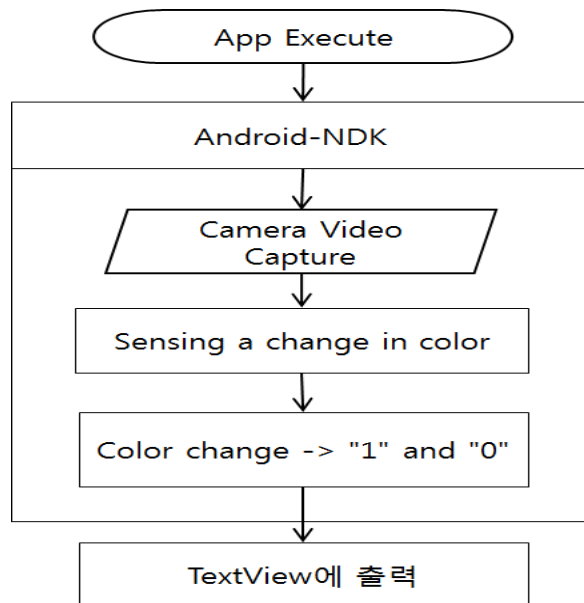 App Execute
Android-NDK
Camera Video
Capture
Sensing a change in color
Color change -> "1" and "0"
TextView에 출력